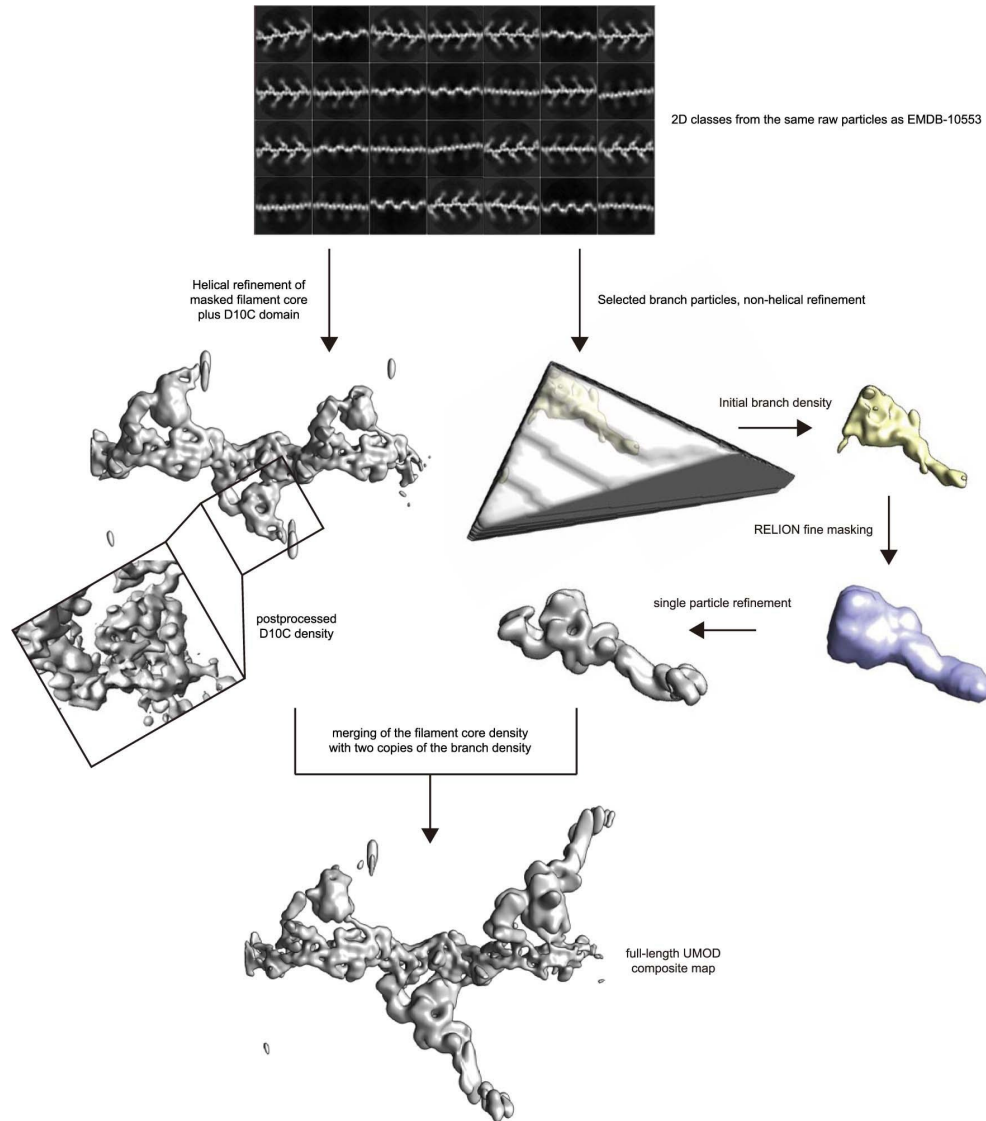 2D classes from the same raw particles as EMDB-10553
Helical refinement of
masked filament core
plus D10C domain
Selected branch particles, non-helical refinement
Initial branch density
RELION fine masking
single particle refinement
postprocessed
D10C density
merging of the filament core density
with two copies of the branch density
full-length UMOD
composite map